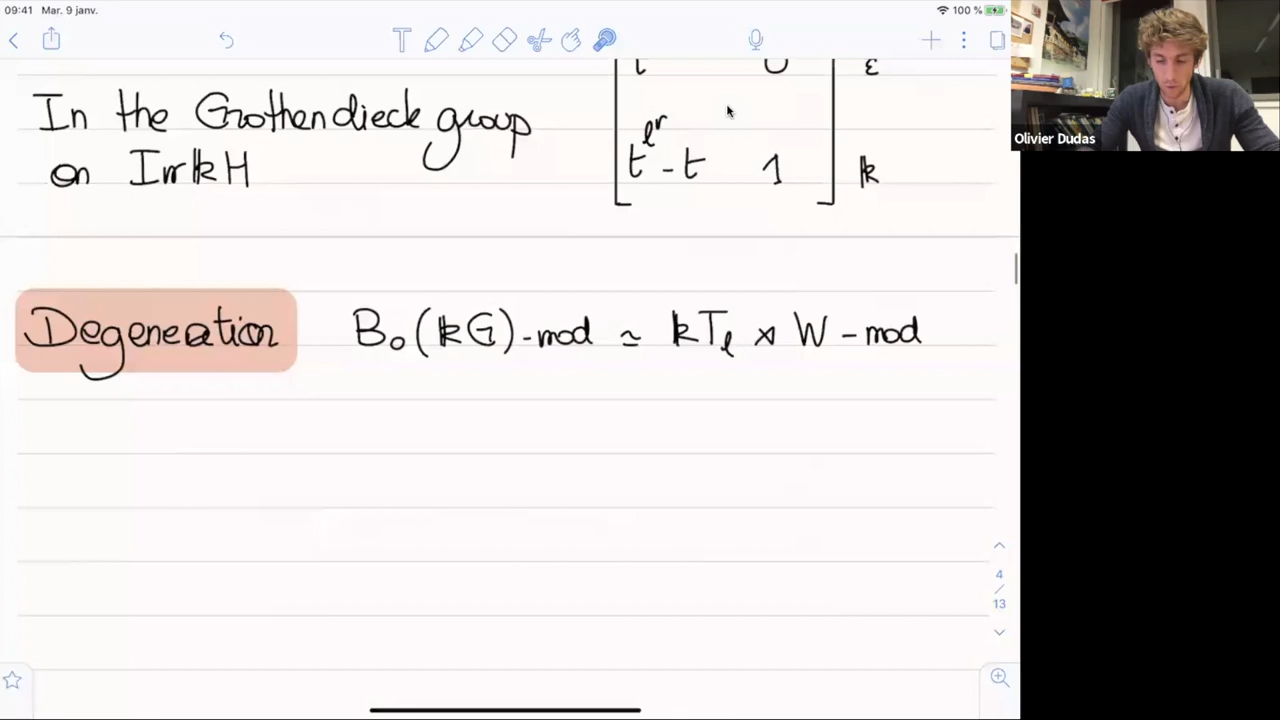 09:41 Mar. 9 janv.
100 %
T
t 0 ε
In the Grothendieck group
on Irr kH
t^{ℓ^r} - t 1 k
Degeneration B₀(kG)-mod ≃ kT_ℓ ⋊ W -mod
4
/
13
Olivier Dudas